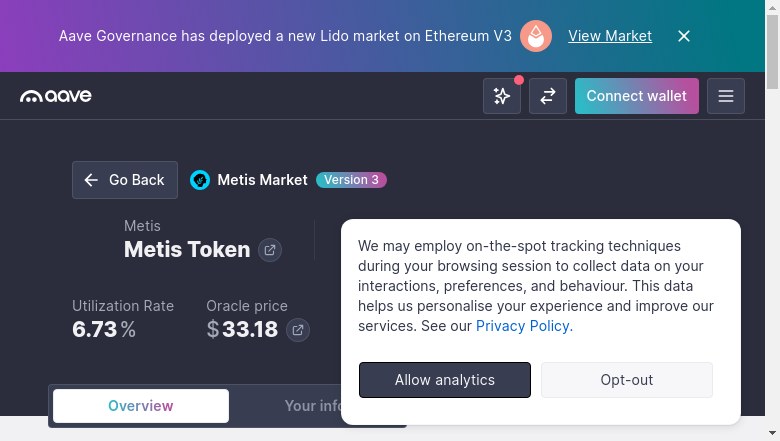 Aave Governance has deployed a new Lido market on Ethereum V3 View Market
aave
Connect wallet
Go Back
Metis Market
Version 3
Metis
Metis Token
Utilization Rate
6.73%
Oracle price
$33.18
We may employ on-the-spot tracking techniques
during your browsing session to collect data on your
interactions, preferences, and behaviour. This data
helps us personalise your experience and improve our
services. See our Privacy Policy.
Allow analytics
Opt-out
Overview
Your